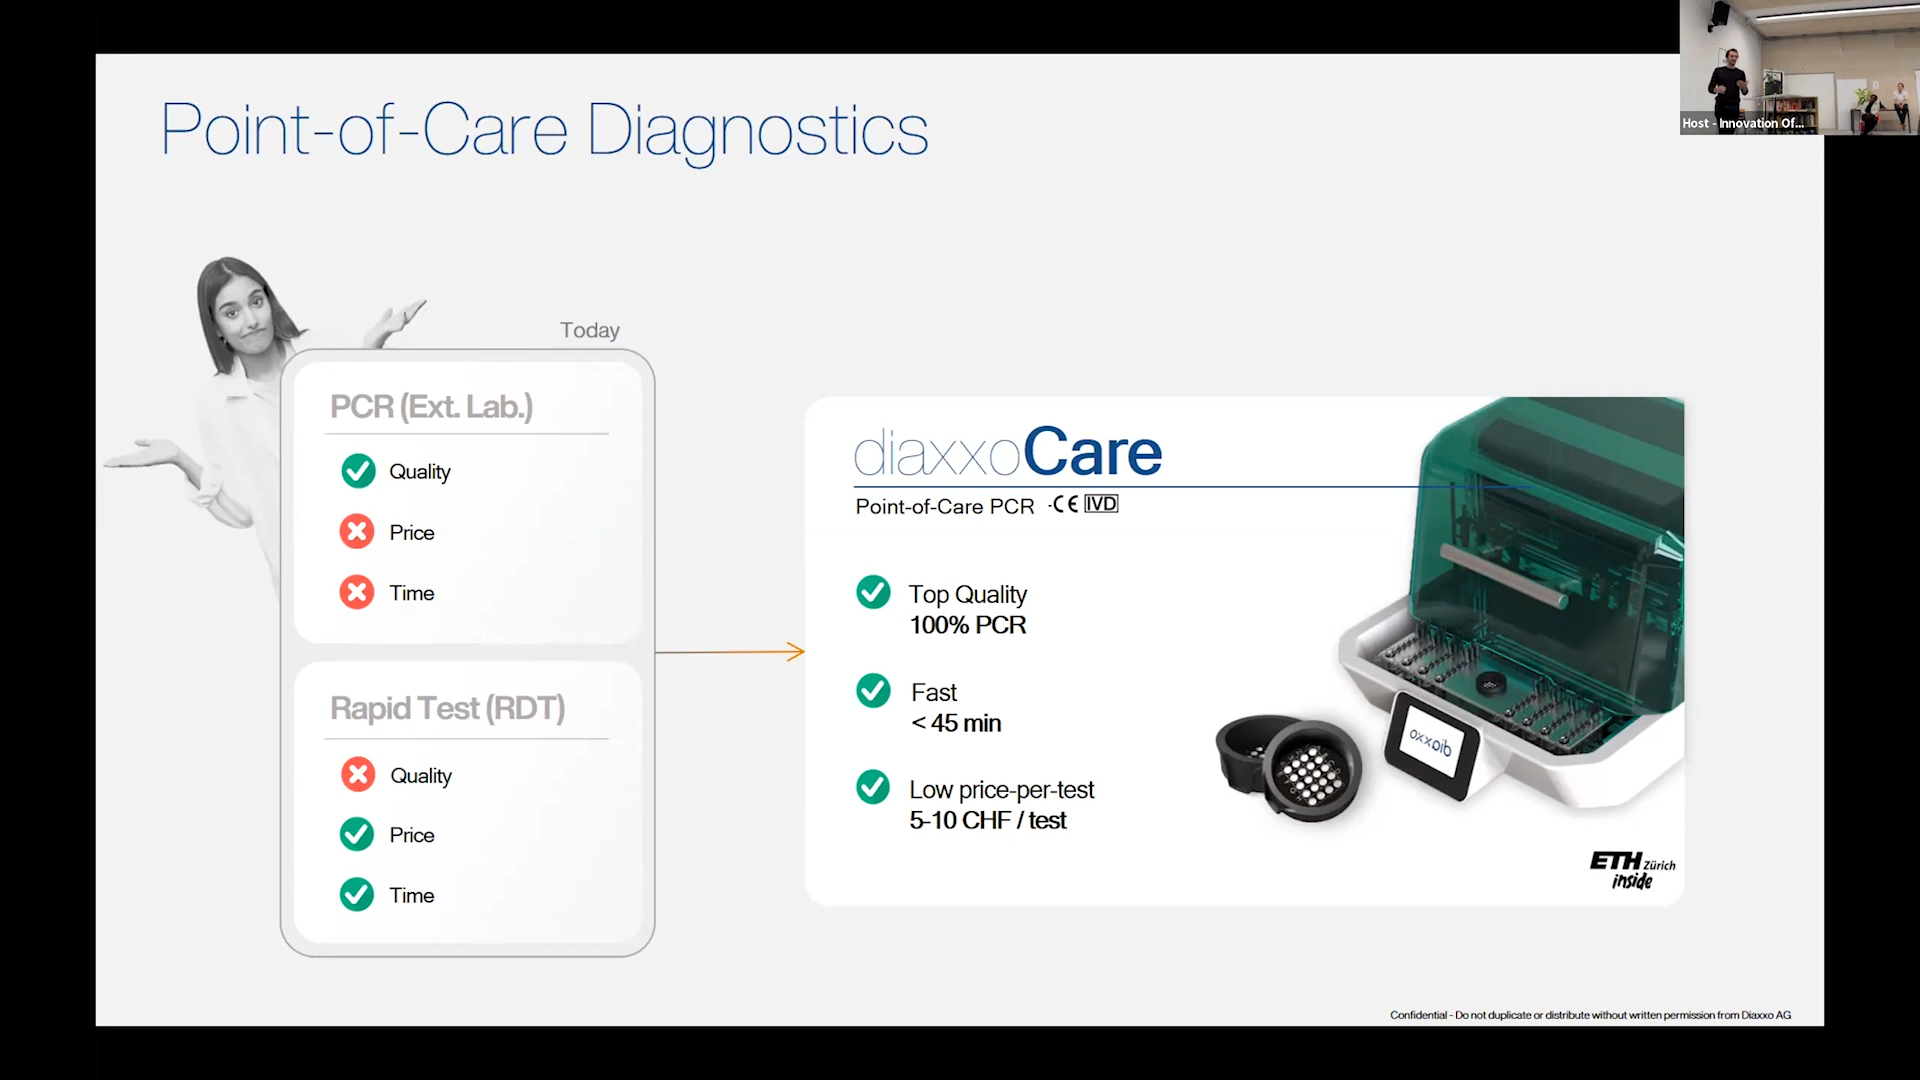 Point-of-Care Diagnostics
Host - Innovation Of...
Today
PCR (Ext. Lab.)
Quality
Price
Time
Rapid Test (RDT)
Quality
Price
Time
diaxxoCare
Point-of-Care PCR CE IVD
Top Quality
100% PCR
Fast
< 45 min
Low price-per-test
5-10 CHF / test
diaxxo
ETH Zürich
inside
Confidential - Do not duplicate or distribute without written permission from Diaxxo AG